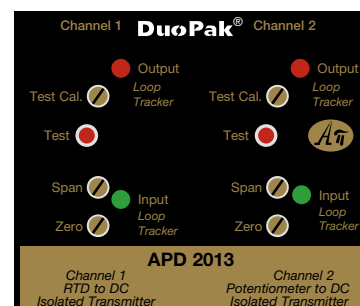 Channel 1 DuoPak® Channel 2
Output Output
Test Cal. Loop Tracker Test Cal. Loop Tracker
Test Test
Span Span
Input Input
Zero Loop Tracker Zero Loop Tracker
APD 2013
Channel 1 Channel 2
RTD to DC Potentiometer to DC
Isolated Transmitter Isolated Transmitter